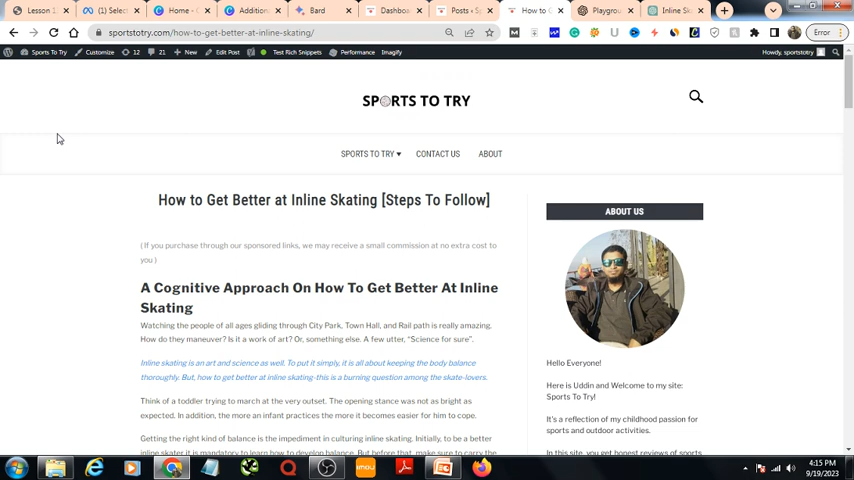 Lesson 1
(1) Select
Home -
Addition
Bard
Dashboa
Posts ‹ S
How to G
Playgrou
Inline Sk
sportstotry.com/how-to-get-better-at-inline-skating/
Error
Sports To Try
Customize
12
21
New
Edit Post
Test Rich Snippets
Performance
Imagify
Howdy, sportstotry
SPORTS TO TRY
SPORTS TO TRY
CONTACT US
ABOUT
How to Get Better at Inline Skating [Steps To Follow]
( If you purchase through our sponsored links, we may receive a small commission at no extra cost to
you )
A Cognitive Approach On How To Get Better At Inline
Skating
Watching the people of all ages gliding through City Park, Town Hall, and Rail path is really amazing.
How do they maneuver? Is it a work of art? Or, something else. A few utter, “Science for sure”.
Inline skating is an art and science as well. To put it simply, it is all about keeping the body balance
thoroughly. But, how to get better at inline skating-this is a burning question among the skate-lovers.
Think of a toddler trying to march at the very outset. The opening stance was not as bright as
expected. In addition, the more an infant practices the more it becomes easier for him to cope.
Getting the right kind of balance is the impediment in culturing inline skating. Initially, to be a better
inline skater it is mandatory to learn how to develop balance. But before that, make sure to carry the
ABOUT US
Hello Everyone!
Here is Uddin and Welcome to my site:
Sports To Try!
It's a reflection of my childhood passion for
sports and outdoor activities.
In this site, you get honest reviews of sports
imou
4:15 PM
9/19/2023